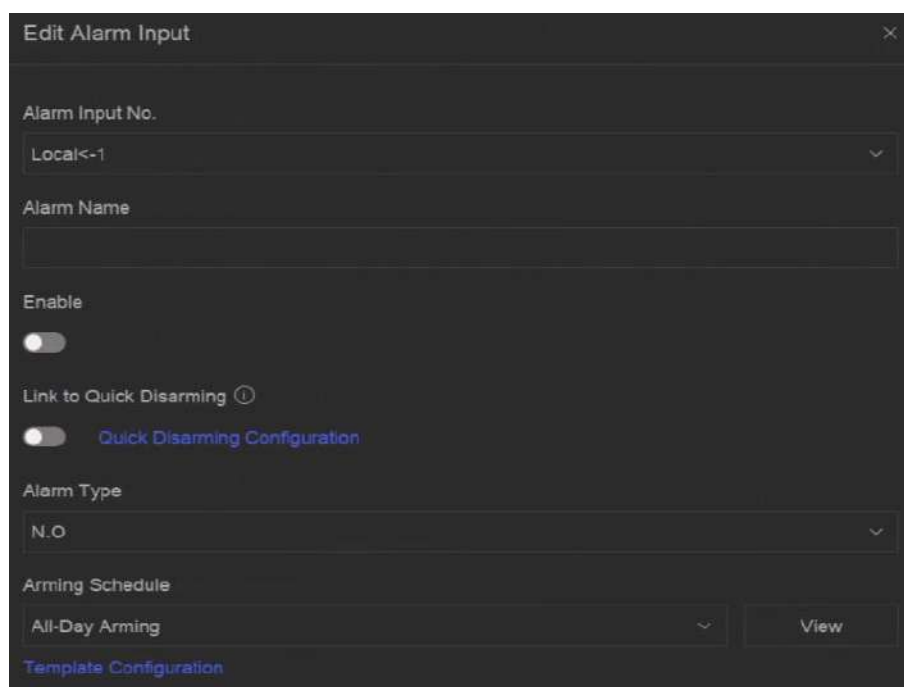 Edit Alarm Input
Alarm Input No.
Local<-1
Alarm Name
Enable
Link to Quick Disarming
Quick Disarming Configuration
Alarm Type
N.O
Arming Schedule
All-Day Arming
View
Template Configuration